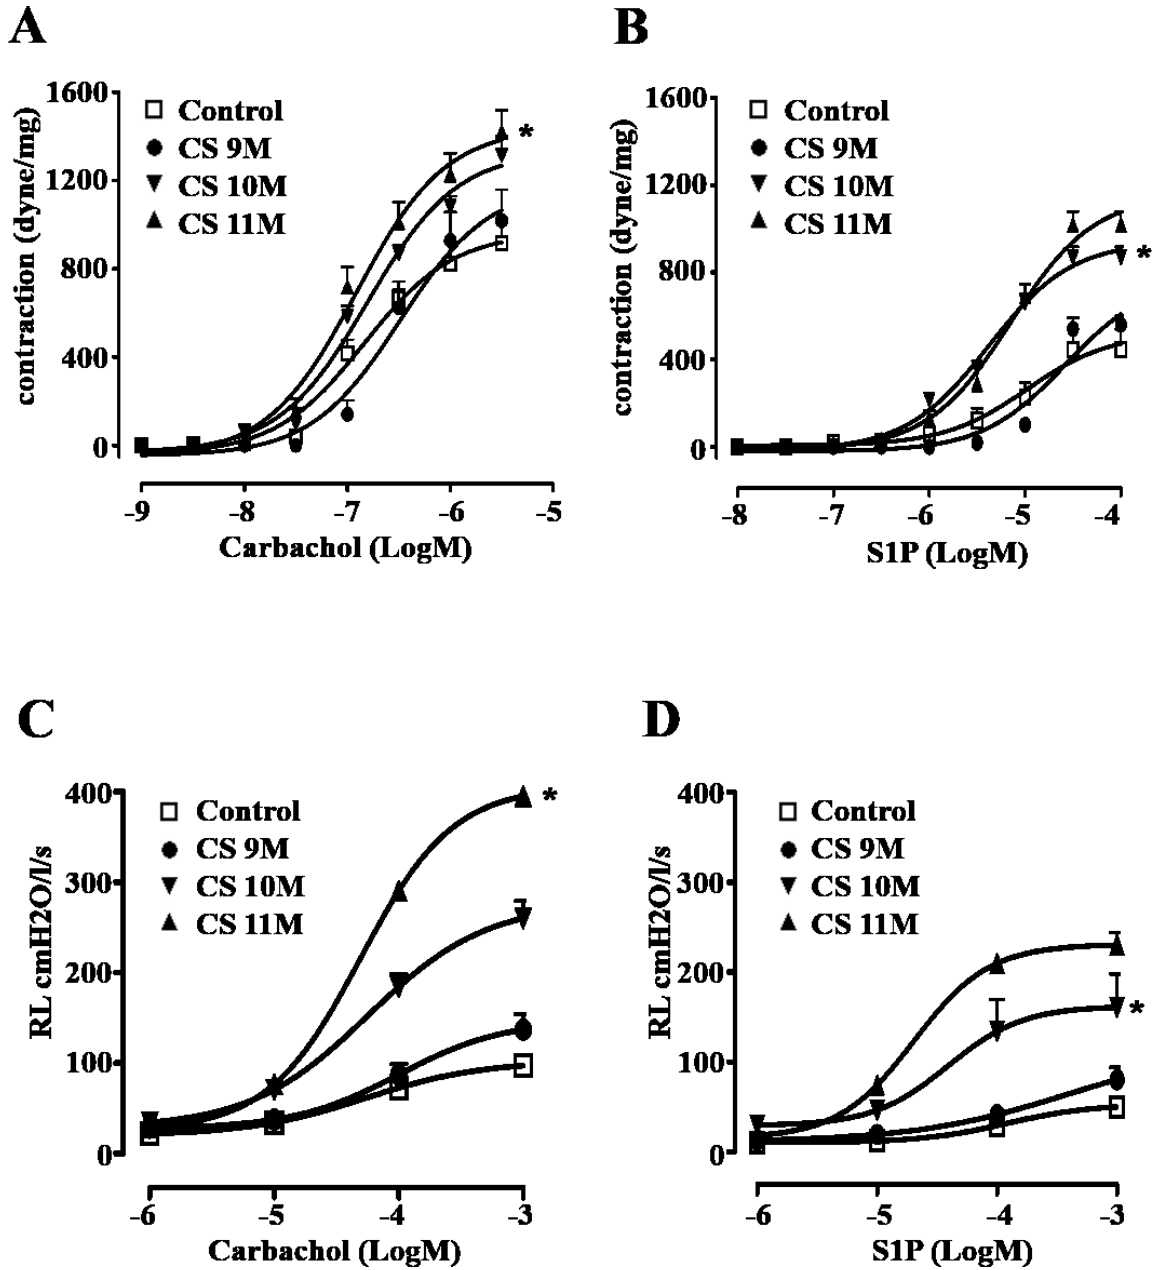 A
contraction (dyne/mg)
1600
1200
800
400
0
Control
CS 9M
CS 10M
CS 11M
*
-9 -8 -7 -6 -5
Carbachol (LogM)
B
contraction (dyne/mg)
1600
1200
800
400
0
Control
CS 9M
CS 10M
CS 11M
*
-8 -7 -6 -5 -4
S1P (LogM)
C
RL cmH2O/l/s
400
300
200
100
0
Control
CS 9M
CS 10M
CS 11M
*
-6 -5 -4 -3
Carbachol (LogM)
D
RL cmH2O/l/s
400
300
200
100
0
Control
CS 9M
CS 10M
CS 11M
*
-6 -5 -4 -3
S1P (LogM)